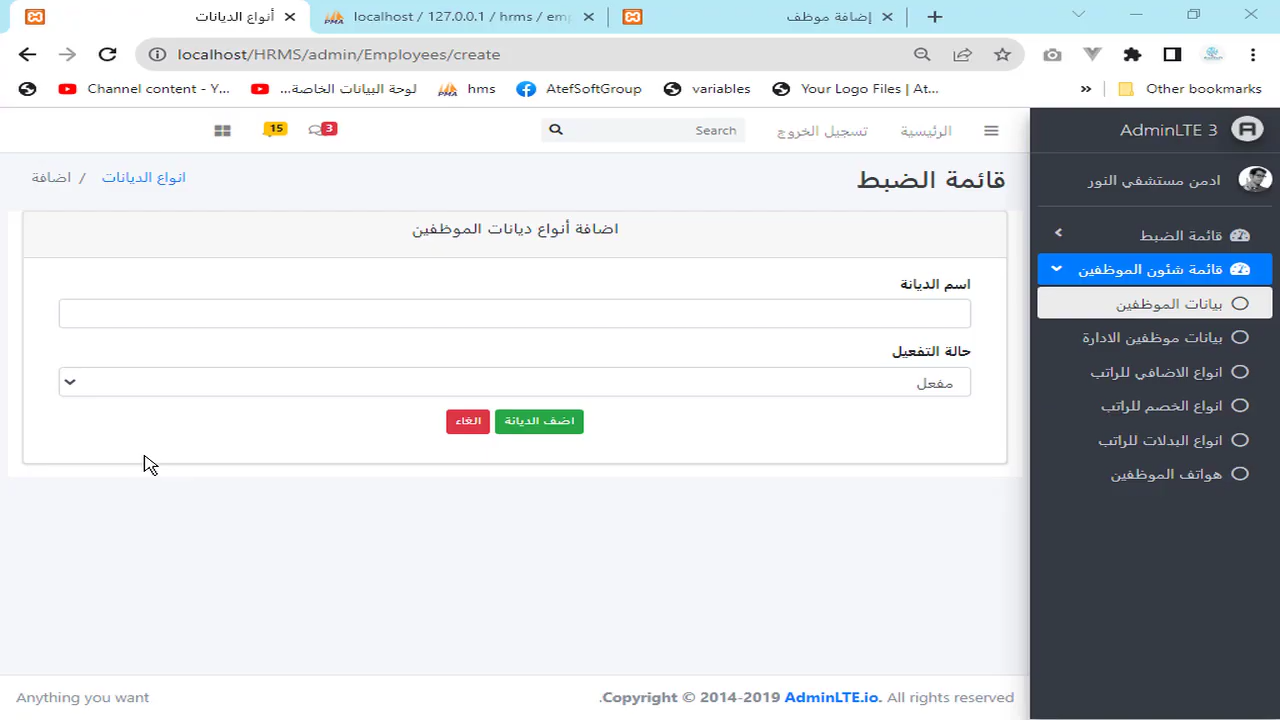 أنواع الديانات
localhost / 127.0.0.1 / hrms / em
إضافة موظف
localhost/HRMS/admin/Employees/create
Channel content - Y...
لوحة البيانات الخاصة...
hms
AtefSoftGroup
variables
Your Logo Files | At...
»
Other bookmarks
AdminLTE 3
الرئيسية
تسجيل الخروج
Search
3
15
ادمن مستشفي النور
قائمة الضبط
قائمة شئون الموظفين
بيانات الموظفين
بيانات موظفين الادارة
انواع الاضافي للراتب
انواع الخصم للراتب
انواع البدلات للراتب
هواتف الموظفين
قائمة الضبط
انواع الديانات / اضافة
اضافة أنواع ديانات الموظفين
اسم الديانة
حالة التفعيل
مفعل
اضف الديانة
الغاء
.Copyright © 2014-2019 AdminLTE.io. All rights reserved
Anything you want